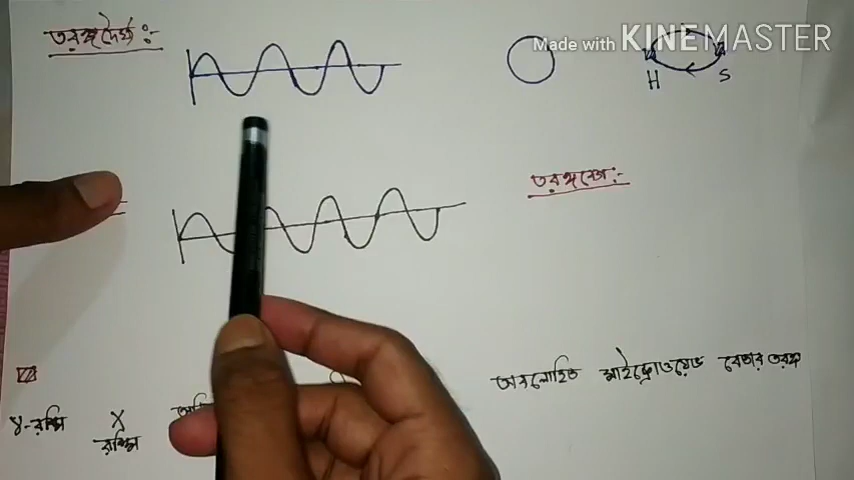 তরঙ্গদৈর্ঘ্য :-
Made with KINEMASTER
H S
তরঙ্গবেগ :-
অবলোহিত মাইক্রোওয়েভ বেতার তরঙ্গ
γ-রশ্মি X
রশ্মি